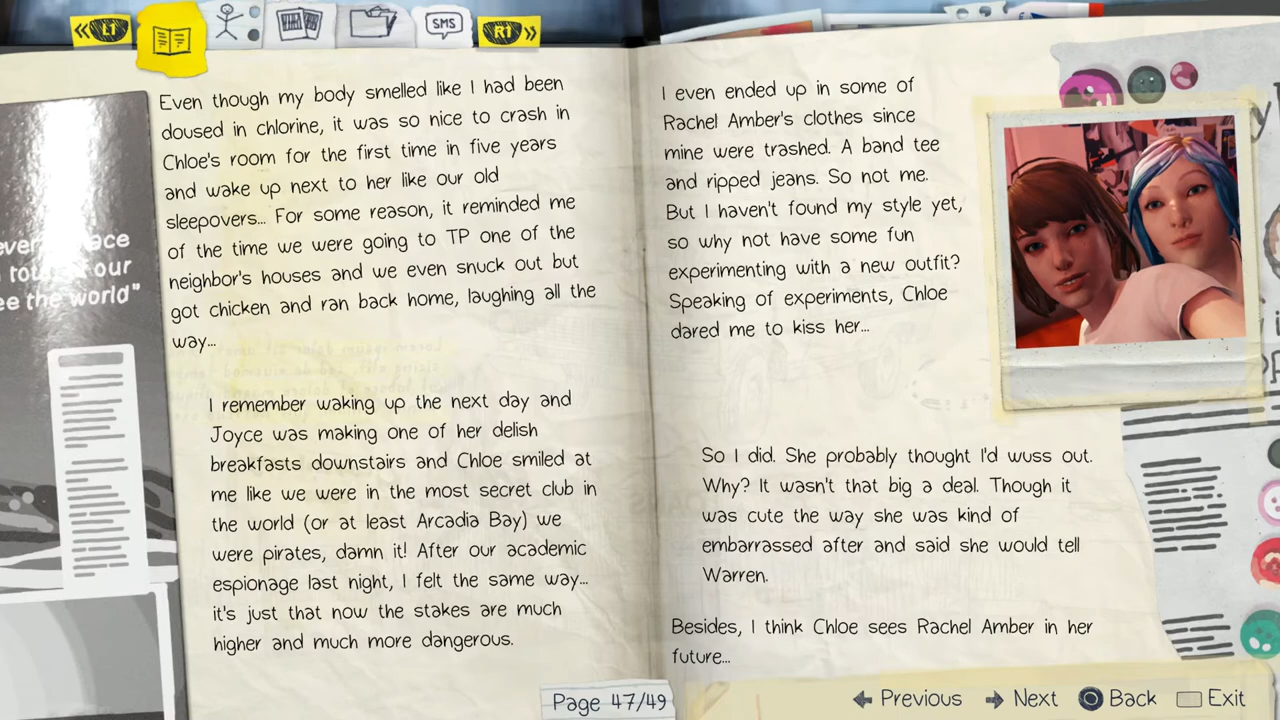 L1
SMS
R1
Even though my body smelled like I had been
doused in chlorine, it was so nice to crash in
Chloe's room for the first time in five years
and wake up next to her like our old
sleepovers... For some reason, it reminded me
of the time we were going to TP one of the
neighbor's houses and we even snuck out but
got chicken and ran back home, laughing all the
way...
I remember waking up the next day and
Joyce was making one of her delish
breakfasts downstairs and Chloe smiled at
me like we were in the most secret club in
the world (or at least Arcadia Bay) we
were pirates, damn it! After our academic
espionage last night, I felt the same way...
it's just that now the stakes are much
higher and much more dangerous.
I even ended up in some of
Rachel Amber's clothes since
mine were trashed. A band tee
and ripped jeans. So not me.
But I haven't found my style yet,
so why not have some fun
experimenting with a new outfit?
Speaking of experiments, Chloe
dared me to kiss her...
So I did. She probably thought I'd wuss out.
Why? It wasn't that big a deal. Though it
was cute the way she was kind of
embarrassed after and said she would tell
Warren.
Besides, I think Chloe sees Rachel Amber in her
future...
our
the world"
Page 47/49
Previous Next Back Exit